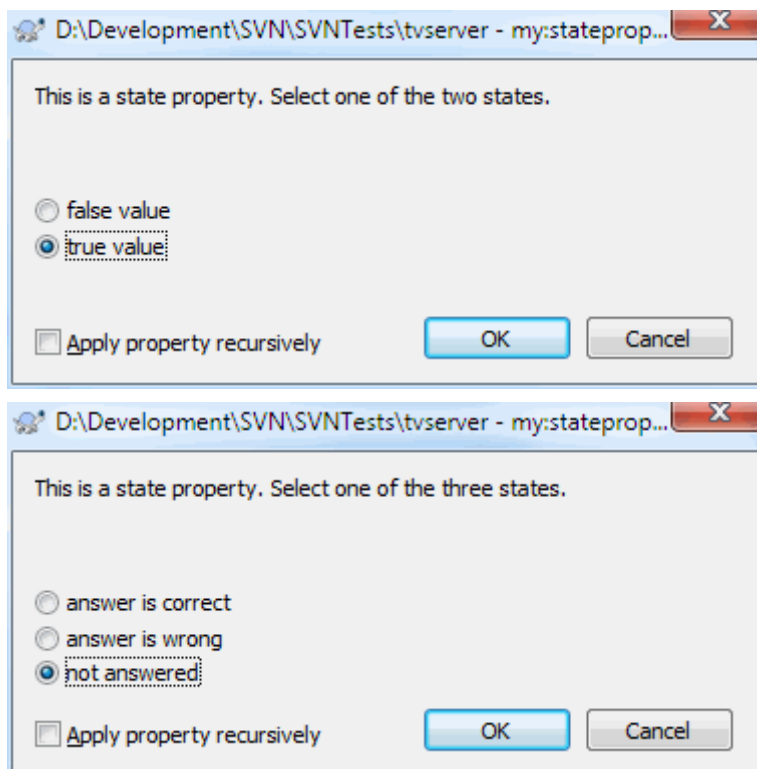 D:\Development\SVN\SVNTests\tvserver - my:stateprop...
This is a state property. Select one of the two states.
false value
true value
Apply property recursively OK Cancel
D:\Development\SVN\SVNTests\tvserver - my:stateprop...
This is a state property. Select one of the three states.
answer is correct
answer is wrong
not answered
Apply property recursively OK Cancel